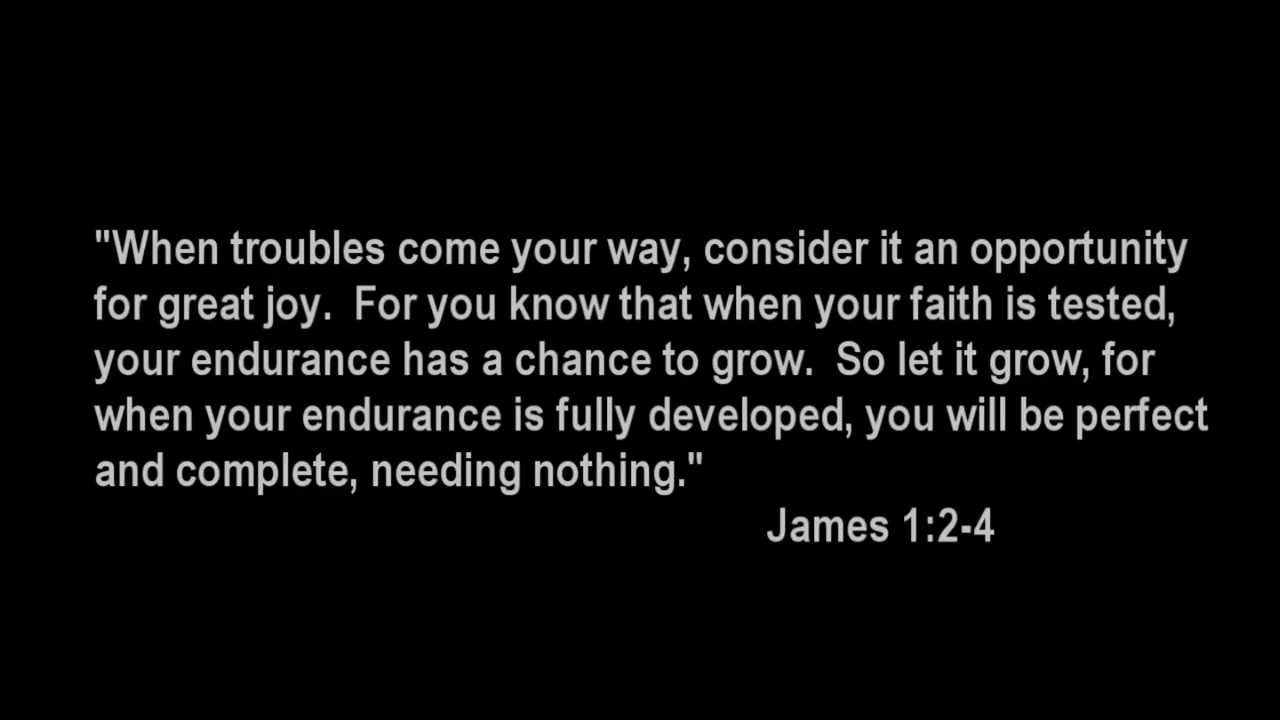 "When troubles come your way, consider it an opportunity
for great joy.  For you know that when your faith is tested,
your endurance has a chance to grow.  So let it grow, for
when your endurance is fully developed, you will be perfect
and complete, needing nothing."
James 1:2-4